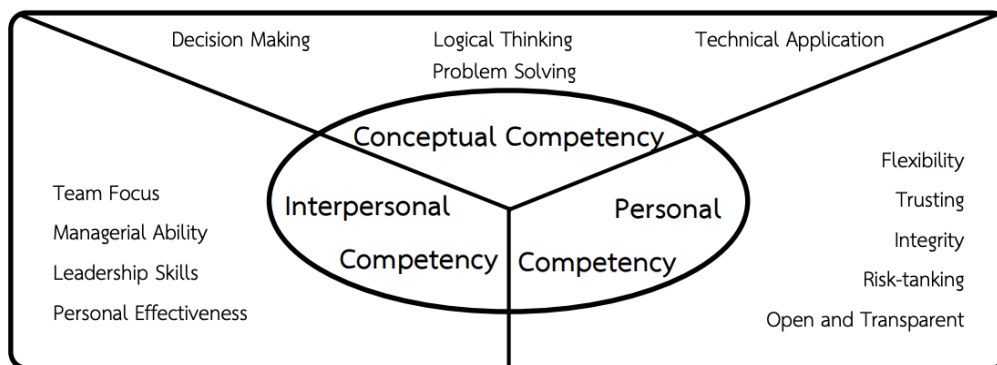 Decision Making
Logical Thinking
Technical Application
Problem Solving
Conceptual Competency
Interpersonal
Competency
Personal
Competency
Team Focus
Managerial Ability
Leadership Skills
Personal Effectiveness
Flexibility
Trusting
Integrity
Risk-tanking
Open and Transparent